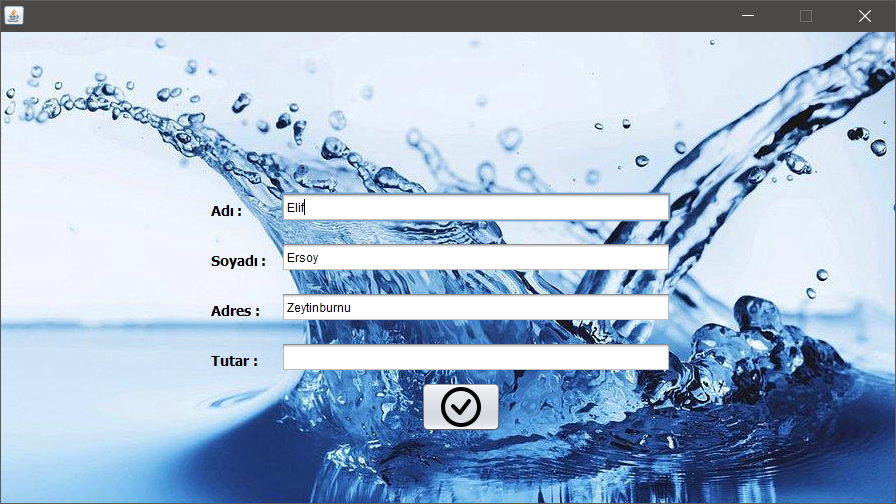 Adı : Elif
Soyadı : Ersoy
Adres : Zeytinburnu
Tutar :